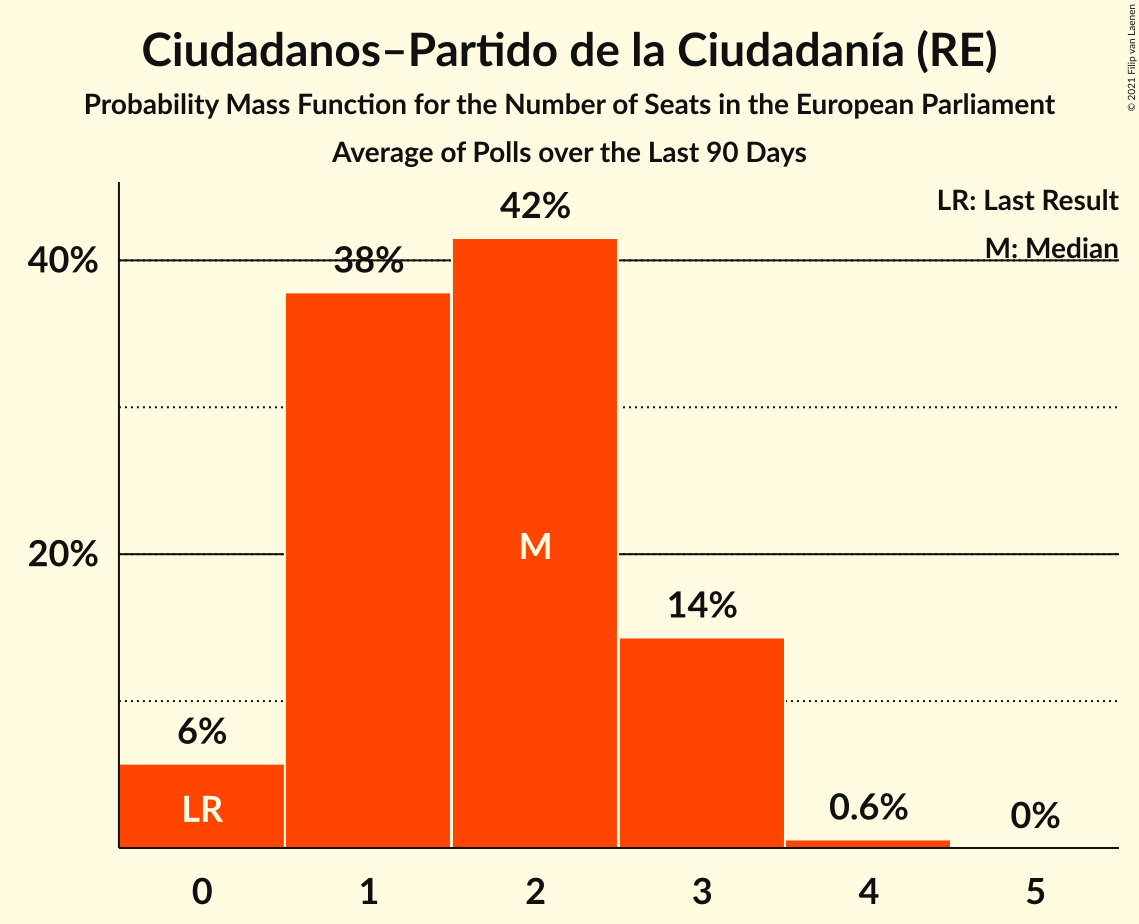 Ciudadanos–Partido de la Ciudadanía (RE)
Probability Mass Function for the Number of Seats in the European Parliament
Average of Polls over the Last 90 Days
© 2021 Filip van Laenen
LR: Last Result
M: Median
40%
20%
6%
38%
42%
14%
0.6%
0%
LR
M
0 1 2 3 4 5